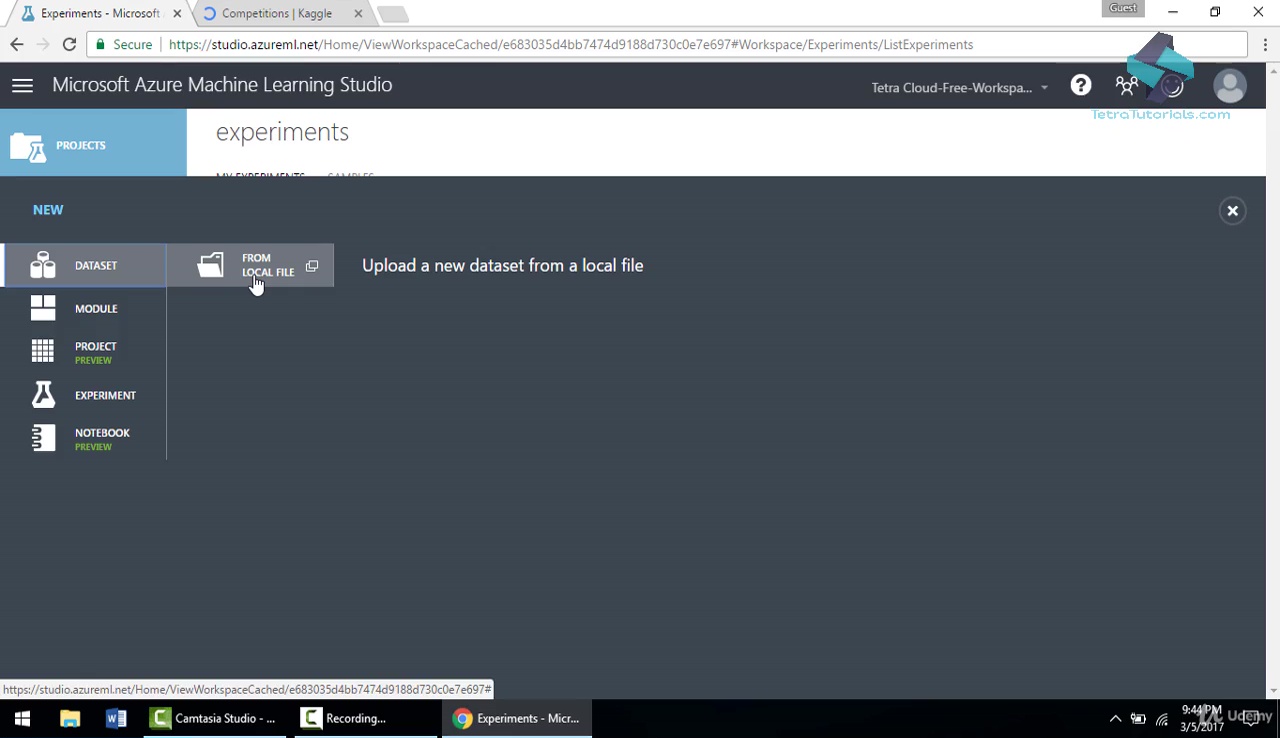 Experiments - Microsoft
Competitions | Kaggle
Guest
Secure
https://studio.azureml.net/Home/ViewWorkspaceCached/e683035d4bb7474d9188d730c0e7e697#Workspace/Experiments/ListExperiments
Microsoft Azure Machine Learning Studio
Tetra Cloud-Free-Workspa...
TetraTutorials.com
PROJECTS
experiments
MY EXPERIMENTS
SAMPLES
NEW
DATASET
FROM
LOCAL FILE
Upload a new dataset from a local file
MODULE
PROJECT
PREVIEW
EXPERIMENT
NOTEBOOK
PREVIEW
https://studio.azureml.net/Home/ViewWorkspaceCached/e683035d4bb7474d9188d730c0e7e697#
Camtasia Studio - ...
Recording...
Experiments - Micr...
9:44 PM
3/5/2017
Udemy